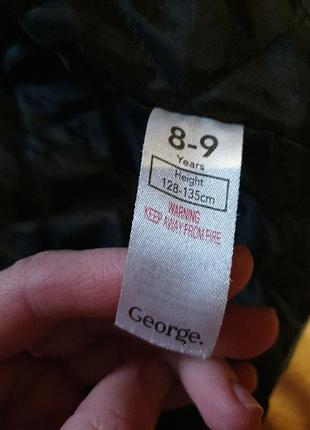 8-9
Years
Height
128-135cm
WARNING
KEEP AWAY FROM FIRE
George.